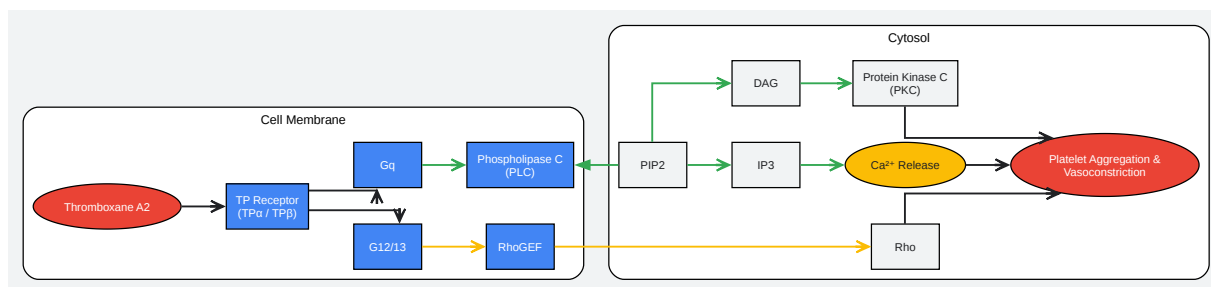 Cytosol
DAG
Protein Kinase C
(PKC)
Cell Membrane
Gq
Phospholipase C
(PLC)
PIP2
IP3
Ca²⁺ Release
Platelet Aggregation &
Vasoconstriction
Thromboxane A2
TP Receptor
(TPα / TPβ)
G12/13
RhoGEF
Rho